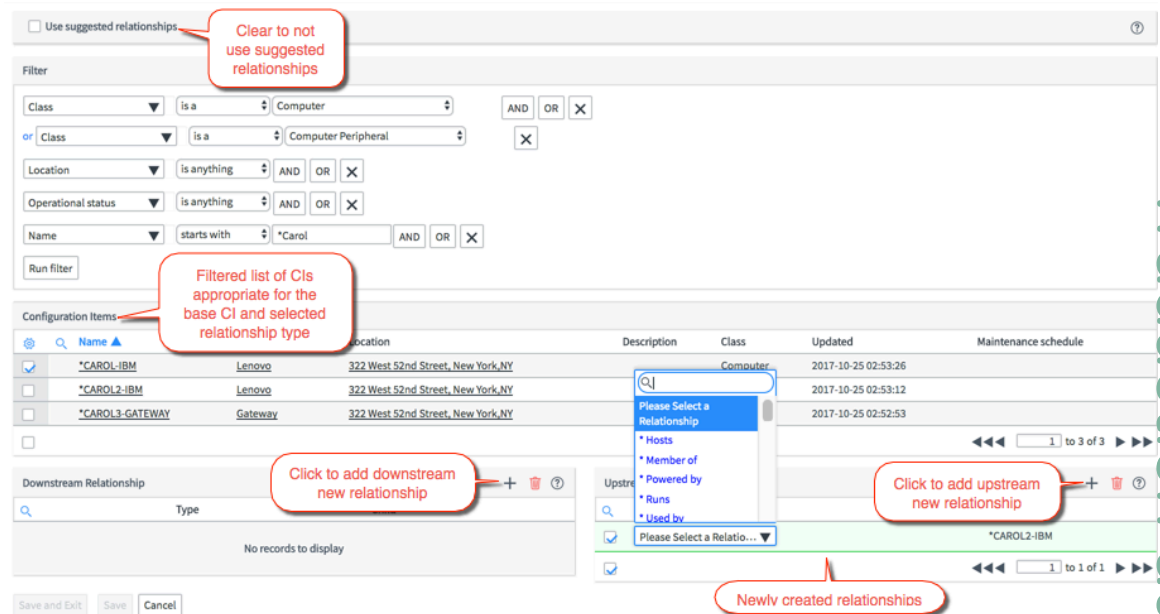 Use suggested relationships
Clear to not
use suggested
relationships
Filter
Class is a Computer AND OR
or Class is a Computer Peripheral
Location is anything AND OR
Operational status is anything AND OR
Name starts with *Carol AND OR
Run filter
Filtered list of CIs
appropriate for the
base CI and selected
relationship type
Configuration Items
Name Location Description Class Updated Maintenance schedule
*CAROL-IBM Lenovo 322 West 52nd Street, New York,NY Computer 2017-10-25 02:53:26
*CAROL2-IBM Lenovo 322 West 52nd Street, New York,NY 2017-10-25 02:53:12
*CAROL3-GATEWAY Gateway 322 West 52nd Street, New York,NY 2017-10-25 02:52:53
1 to 3 of 3
Please Select a
Relationship
* Hosts
* Member of
* Powered by
* Runs
* Used by
Downstream Relationship
Click to add downstream
new relationship
Type
No records to display
Click to add upstream
new relationship
Please Select a Relatio... *CAROL2-IBM
1 to 1 of 1
Newly created relationships
Save and Exit Save Cancel